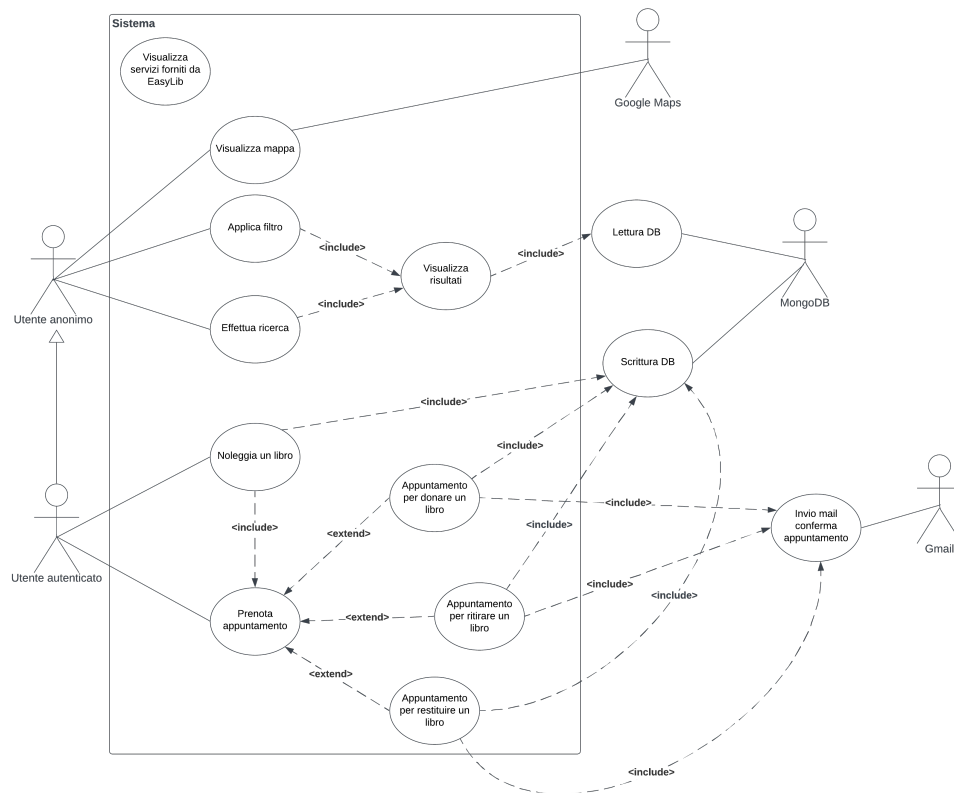 Sistema
Visualizza
servizi forniti da
EasyLib
Google Maps
Visualizza mappa
Applica filtro
Lettura DB
<include>
<include>
Visualizza
risultati
MongoDB
<include>
Utente anonimo
Effettua ricerca
Scrittura DB
<include>
<include>
Noleggia un libro
Appuntamento
per donare un
libro
<include>
Invio mail
conferma
appuntamento
<include>
<include>
<extend>
Gmail
Utente autenticato
<include>
<include>
Prenota
appuntamento
<extend>
Appuntamento
per ritirare un
libro
<extend>
Appuntamento
per restituire un
libro
<include>